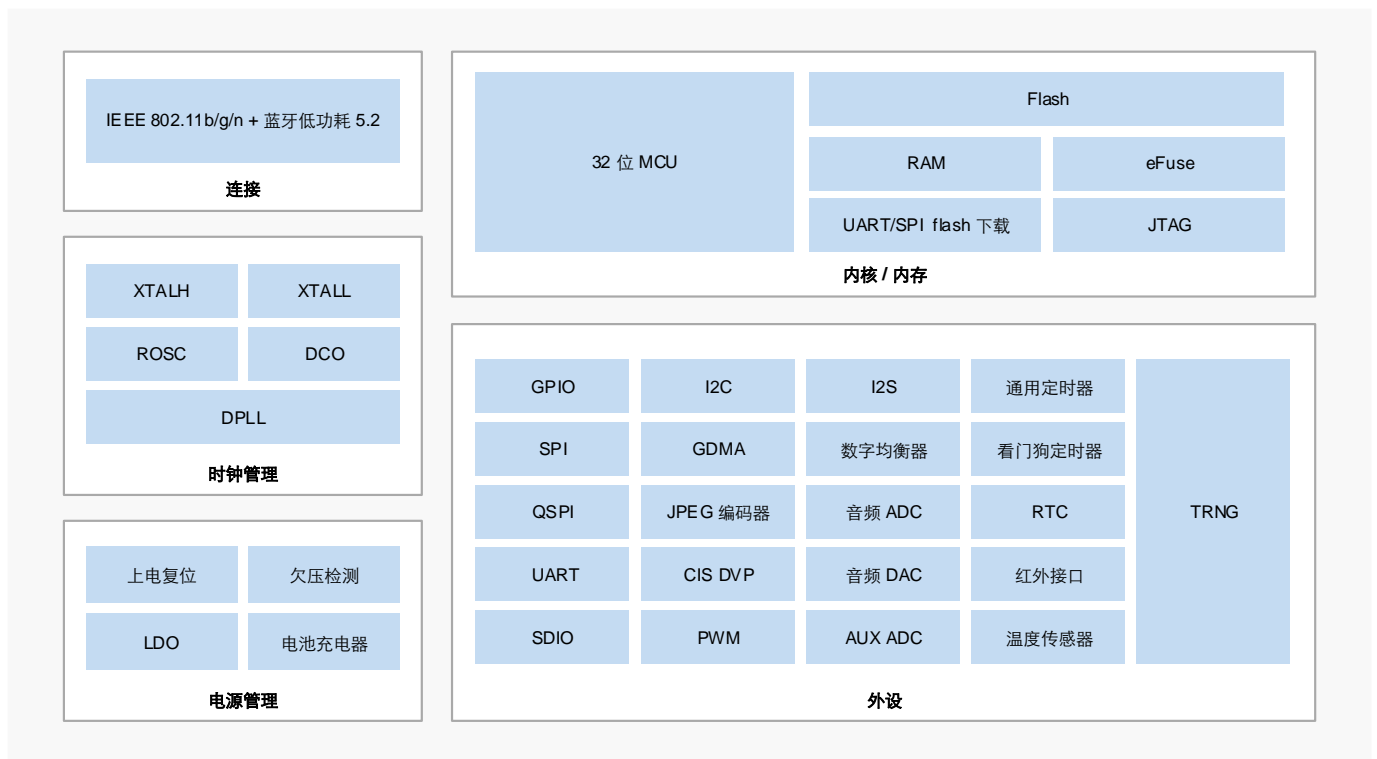 IEEE 802.11b/g/n + 蓝牙低功耗 5.2
连接
XTALH
XTALL
ROSC
DCO
DPLL
时钟管理
上电复位
欠压检测
LDO
电池充电器
电源管理
32 位 MCU
Flash
RAM
eFuse
UART/SPI flash 下载
JTAG
内核 / 内存
GPIO
I2C
I2S
通用定时器
SPI
GDMA
数字均衡器
看门狗定时器
QSPI
JPEG 编码器
音频 ADC
RTC
TRNG
UART
CIS DVP
音频 DAC
红外接口
SDIO
PWM
AUX ADC
温度传感器
外设